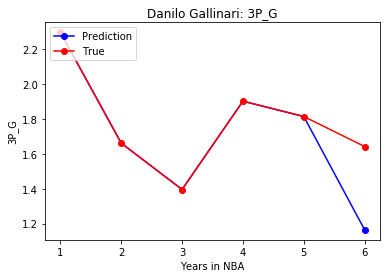 Danilo Gallinari: 3P_G
Prediction
True
2.2
2.0
1.8
1.6
1.4
1.2
3P_G
1 2 3 4 5 6
Years in NBA